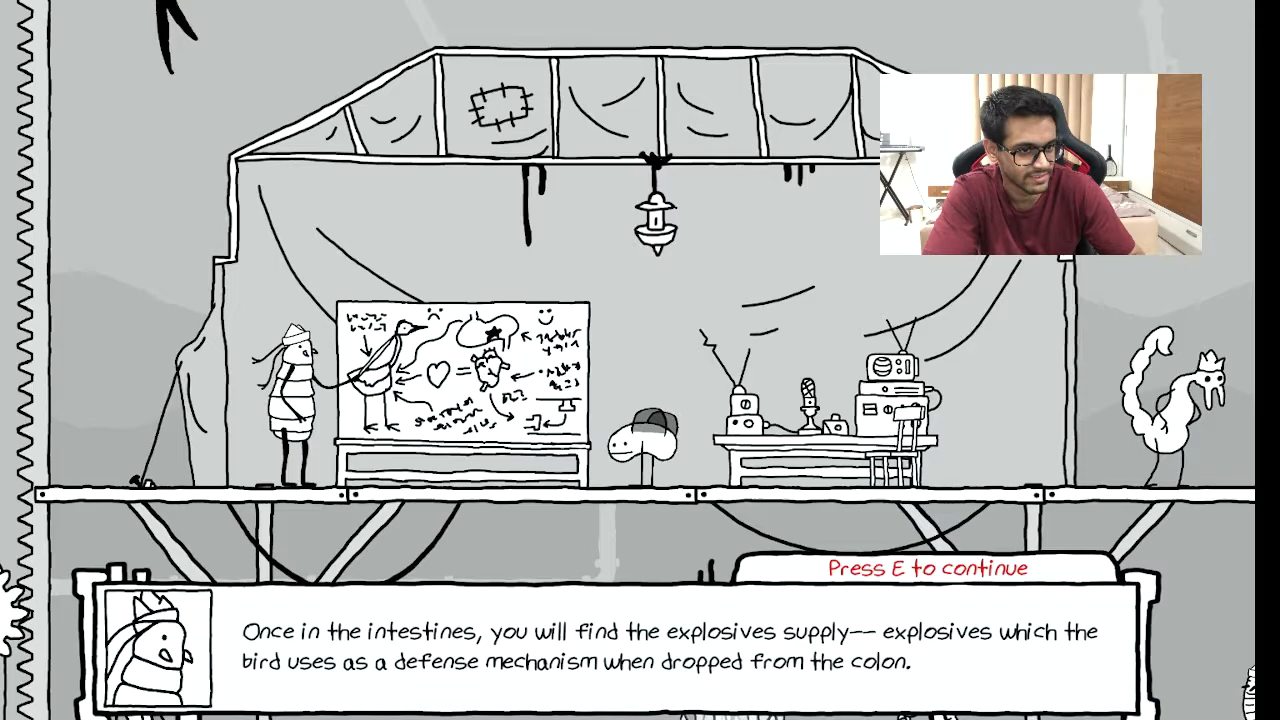 Press E to continue
Once in the intestines, you will find the explosives supply-- explosives which the
bird uses as a defense mechanism when dropped from the colon.